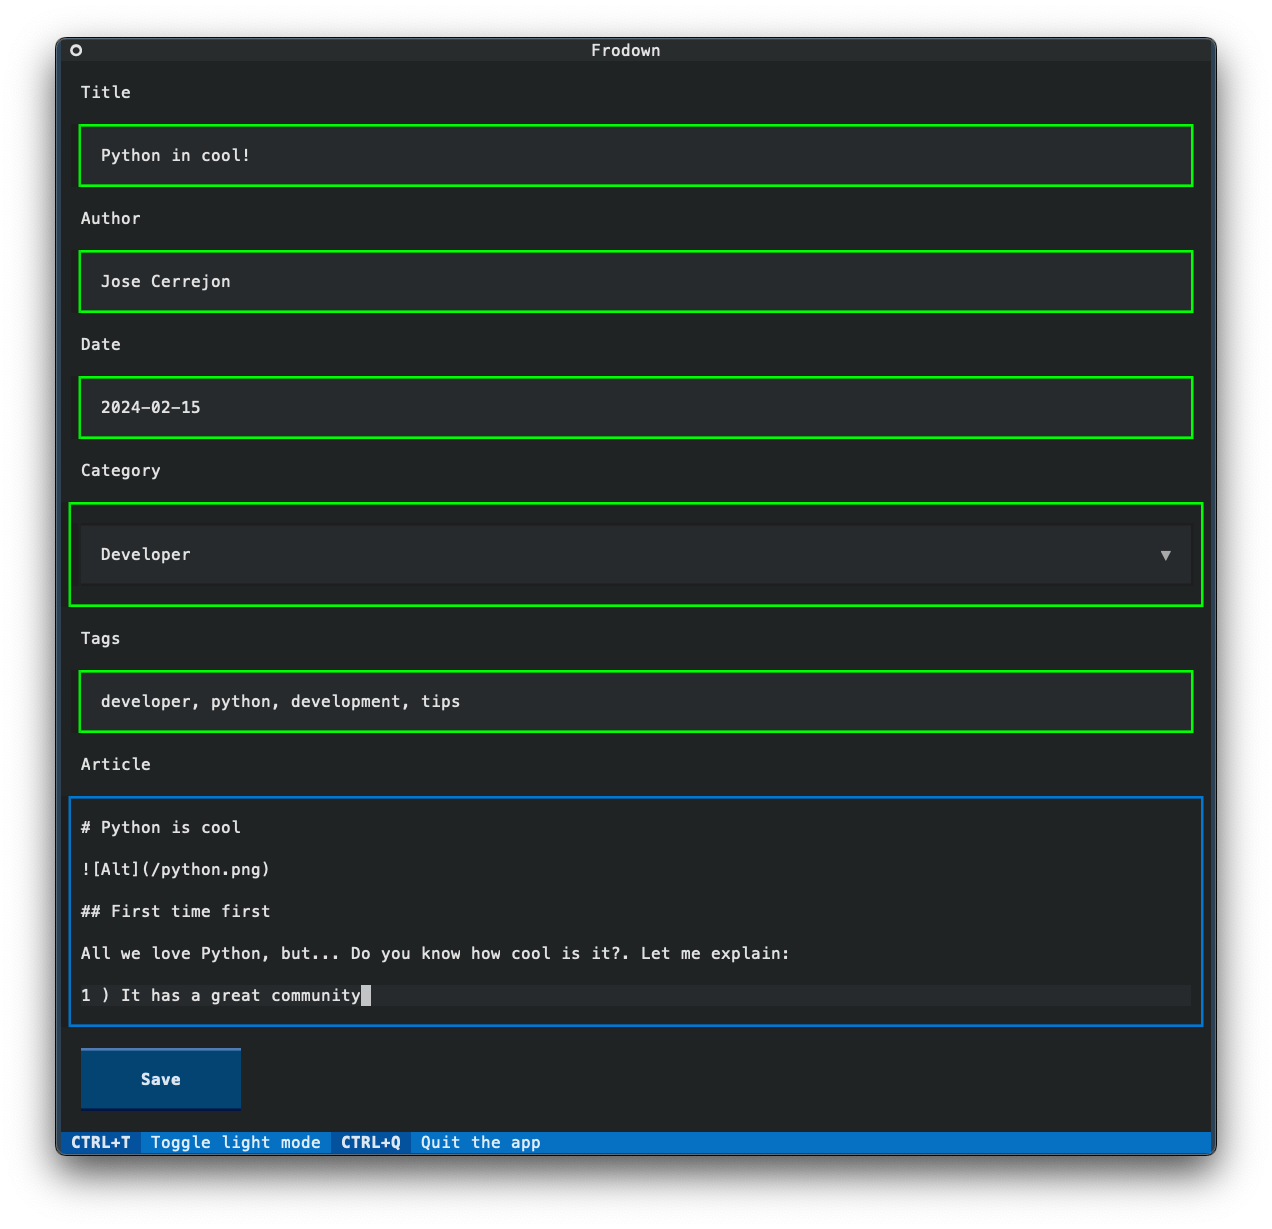 Frodown
Title
Python in cool!
Author
Jose Cerrejon
Date
2024-02-15
Category
Developer
Tags
developer, python, development, tips
Article
# Python is cool
![Alt](/python.png)
## First time first
All we love Python, but... Do you know how cool is it?. Let me explain:
1 ) It has a great community
Save
CTRL+T Toggle light mode CTRL+Q Quit the app